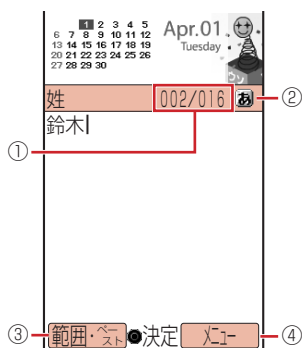 1 2 3 4 5
6 7 8 9 10 11 12
13 14 15 16 17 18 19
20 21 22 23 24 25 26
27 28 29 30
Apr.01
Tuesday
姓 002/016 あ
鈴木
①
②
③ 範囲・ペースト 決定 メニュー ④